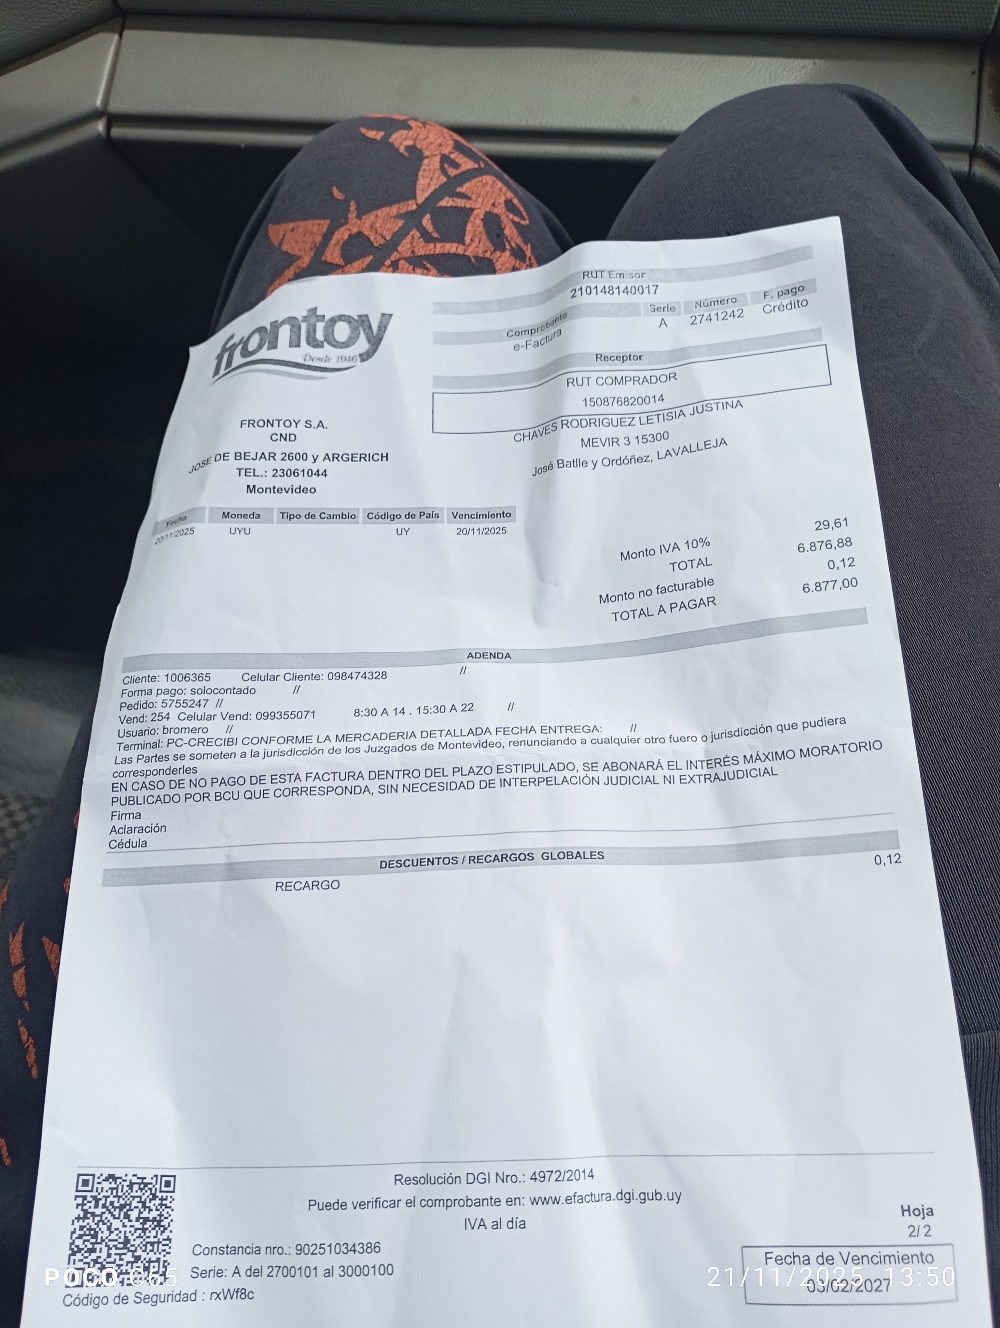 frontoy
Desde 1946
RUT Emisor
210148140017
Comprobante Serie Número F. pago
e-Factura A 2741242 Crédito
Receptor
RUT COMPRADOR
150876820014
CHAVES RODRIGUEZ LETISIA JUSTINA
MEVIR 3 15300
José Batlle y Ordóñez, LAVALLEJA
FRONTOY S.A.
CND
JOSE DE BEJAR 2600 y ARGERICH
TEL.: 23061044
Montevideo
Fecha Moneda Tipo de Cambio Código de País Vencimiento
20/11/2025 UYU UY 20/11/2025
Monto IVA 10% 29,61
TOTAL 6.876,88
Monto no facturable 0,12
TOTAL A PAGAR 6.877,00
ADENDA
Cliente: 1006365 Celular Cliente: 098474328 //
Forma pago: solocontado //
Pedido: 5755247 //
Vend: 254 Celular Vend: 099355071 8:30 A 14 . 15:30 A 22 //
Usuario: bromero //
Terminal: PC-CRECIBI CONFORME LA MERCADERIA DETALLADA FECHA ENTREGA: //
Las Partes se someten a la jurisdicción de los Juzgados de Montevideo, renunciando a cualquier otro fuero o jurisdicción que pudiera
corresponderles
EN CASO DE NO PAGO DE ESTA FACTURA DENTRO DEL PLAZO ESTIPULADO, SE ABONARÁ EL INTERÉS MÁXIMO MORATORIO
PUBLICADO POR BCU QUE CORRESPONDA, SIN NECESIDAD DE INTERPELACIÓN JUDICIAL NI EXTRAJUDICIAL
Firma
Aclaración
Cédula
DESCUENTOS / RECARGOS GLOBALES
RECARGO 0,12
Resolución DGI Nro.: 4972/2014
Puede verificar el comprobante en: www.efactura.dgi.gub.uy
IVA al día
Constancia nro.: 90251034386
Serie: A del 2700101 al 3000100
Código de Seguridad : rxWf8c
Hoja
2/ 2
Fecha de Vencimiento
03/02/2027
POCO C65
21/11/2025 13:50